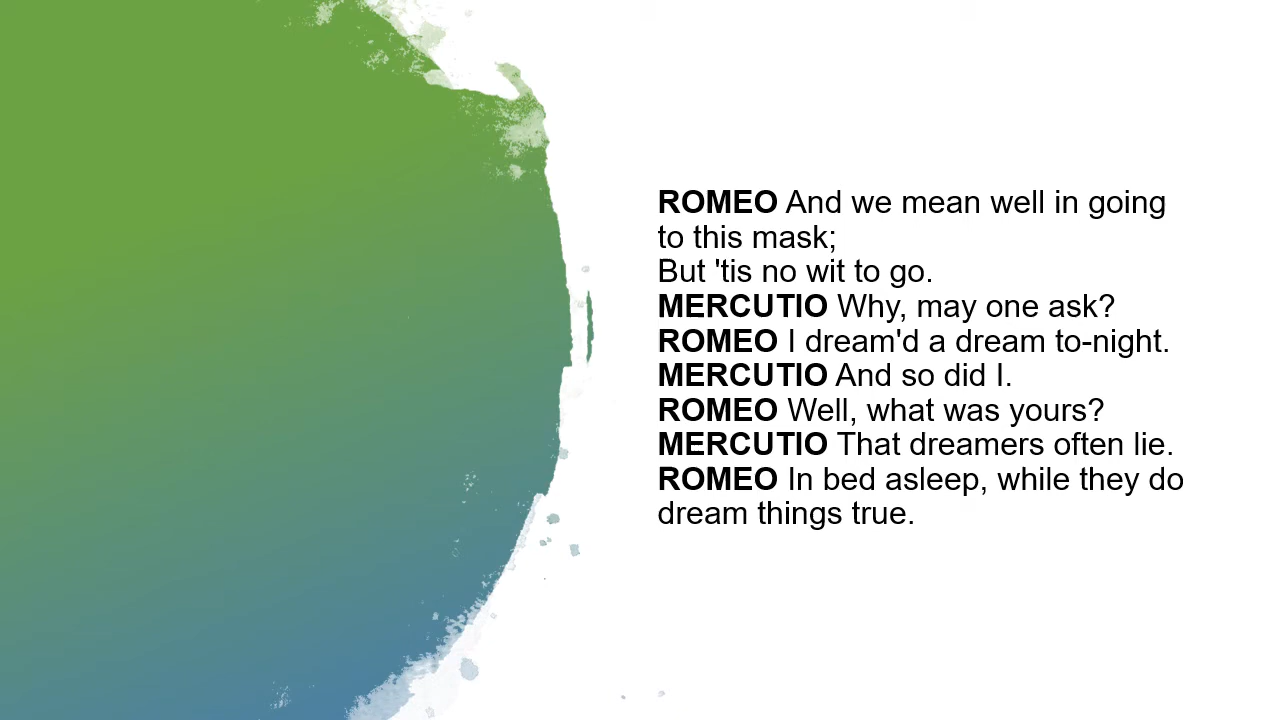 ROMEO And we mean well in going
to this mask;
But 'tis no wit to go.
MERCUTIO Why, may one ask?
ROMEO I dream'd a dream to-night.
MERCUTIO And so did I.
ROMEO Well, what was yours?
MERCUTIO That dreamers often lie.
ROMEO In bed asleep, while they do
dream things true.